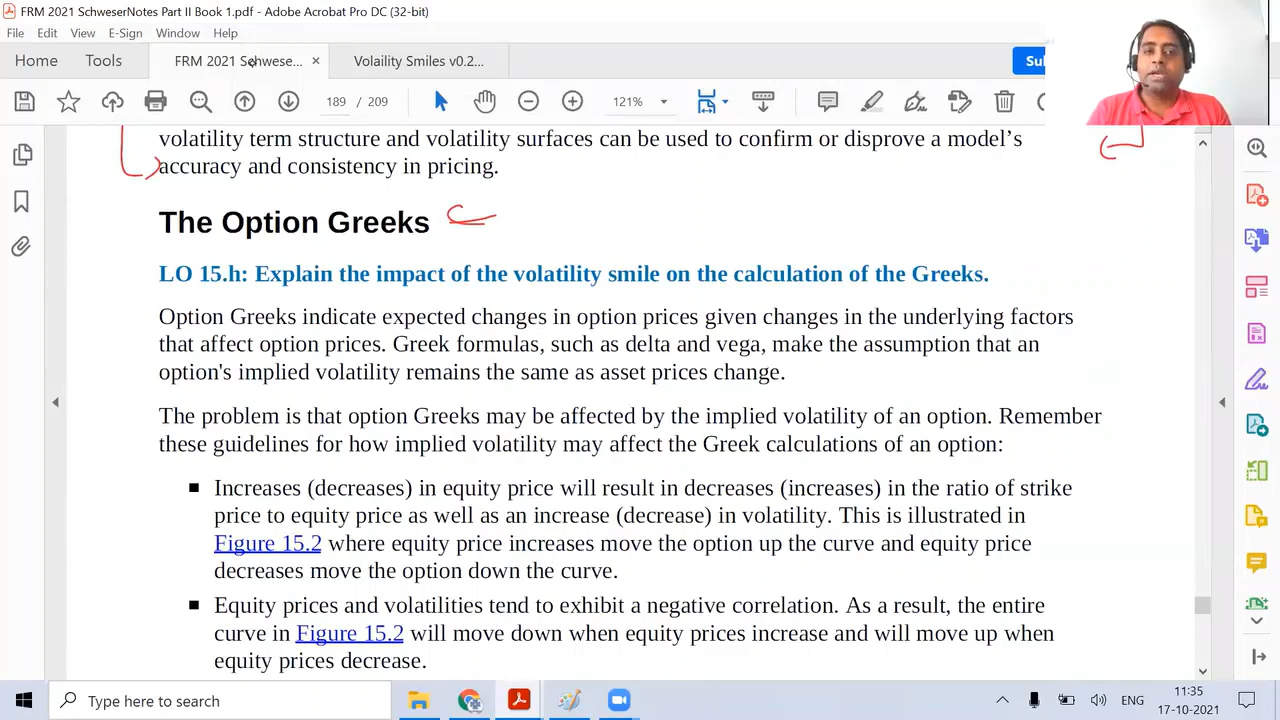 FRM 2021 SchweserNotes Part II Book 1.pdf - Adobe Acrobat Pro DC (32-bit)
File Edit View E-Sign Window Help
Home Tools FRM 2021 Schwese... × Volaility Smiles v0.2... Su
189 / 209 121%
volatility term structure and volatility surfaces can be used to confirm or disprove a model's
accuracy and consistency in pricing.
The Option Greeks
LO 15.h: Explain the impact of the volatility smile on the calculation of the Greeks.
Option Greeks indicate expected changes in option prices given changes in the underlying factors
that affect option prices. Greek formulas, such as delta and vega, make the assumption that an
option's implied volatility remains the same as asset prices change.
The problem is that option Greeks may be affected by the implied volatility of an option. Remember
these guidelines for how implied volatility may affect the Greek calculations of an option:
■ Increases (decreases) in equity price will result in decreases (increases) in the ratio of strike
price to equity price as well as an increase (decrease) in volatility. This is illustrated in
Figure 15.2 where equity price increases move the option up the curve and equity price
decreases move the option down the curve.
■ Equity prices and volatilities tend to exhibit a negative correlation. As a result, the entire
curve in Figure 15.2 will move down when equity prices increase and will move up when
equity prices decrease.
Type here to search ENG 11:35
17-10-2021